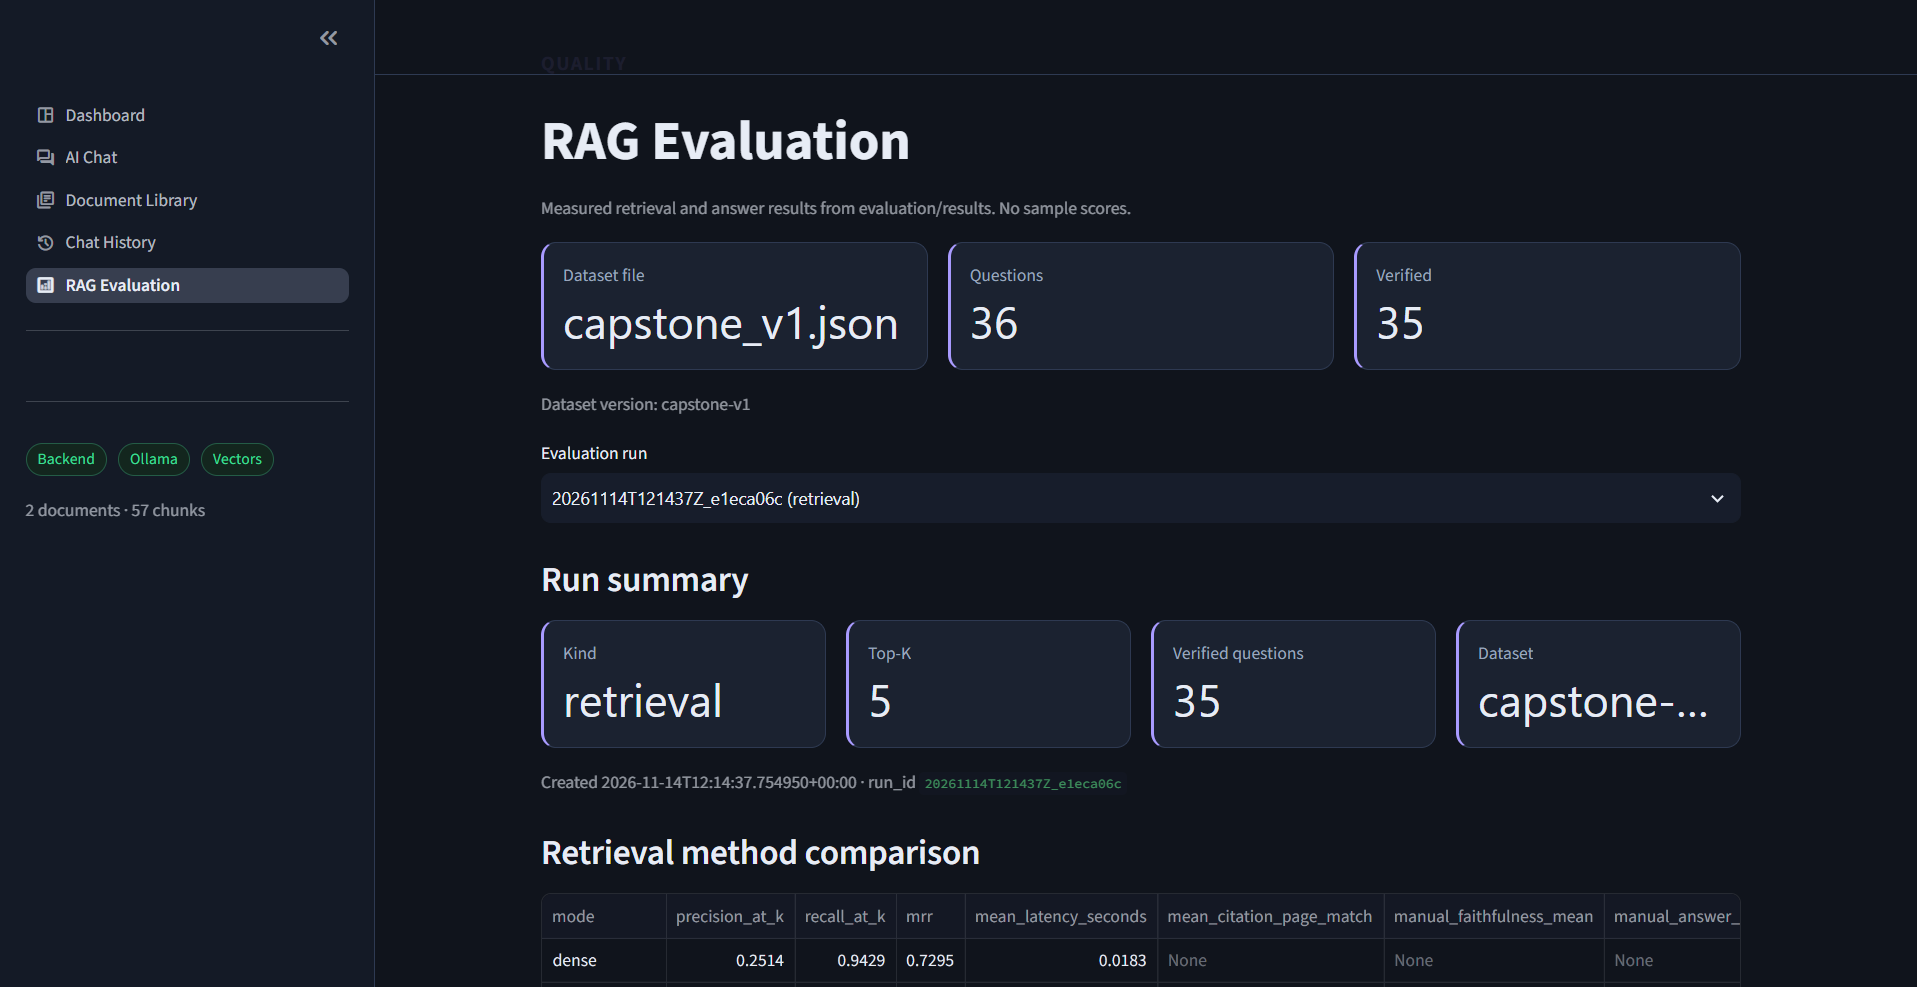 Dashboard
AI Chat
Document Library
Chat History
RAG Evaluation
Backend Ollama Vectors
2 documents · 57 chunks
QUALITY
RAG Evaluation
Measured retrieval and answer results from evaluation/results. No sample scores.
Dataset file Questions Verified
capstone_v1.json 36 35
Dataset version: capstone-v1
Evaluation run
20261114T121437Z_e1eca06c (retrieval)
Run summary
Kind Top-K Verified questions Dataset
retrieval 5 35 capstone-...
Created 2026-11-14T12:14:37.754950+00:00 · run_id 20261114T121437Z_e1eca06c
Retrieval method comparison
mode precision_at_k recall_at_k mrr mean_latency_seconds mean_citation_page_match manual_faithfulness_mean manual_answer_
dense 0.2514 0.9429 0.7295 0.0183 None None None